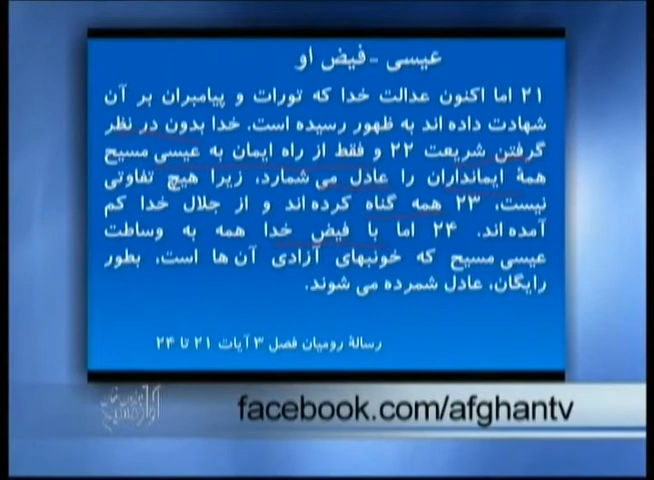 عیسی - فیض او
۲۱ اما اکنون عدالت خدا که تورات و پیامبران بر آن
شهادت داده اند به ظهور رسیده است. خدا بدون در نظر
گرفتن شریعت ۲۲ و فقط از راه ایمان به عیسی مسیح
همهٔ ایمانداران را عادل می شمارد، زیرا هیچ تفاوتی
نیست، ۲۳ همه گناه کرده اند و از جلال خدا کم
آمده اند. ۲۴ اما با فیض خدا همه به وساطت
عیسی مسیح که خونبهای آزادی آن ها است، بطور
رایگان، عادل شمرده می شوند.
رسالهٔ رومیان فصل ۳ آیات ۲۱ تا ۲۴
facebook.com/afghantv